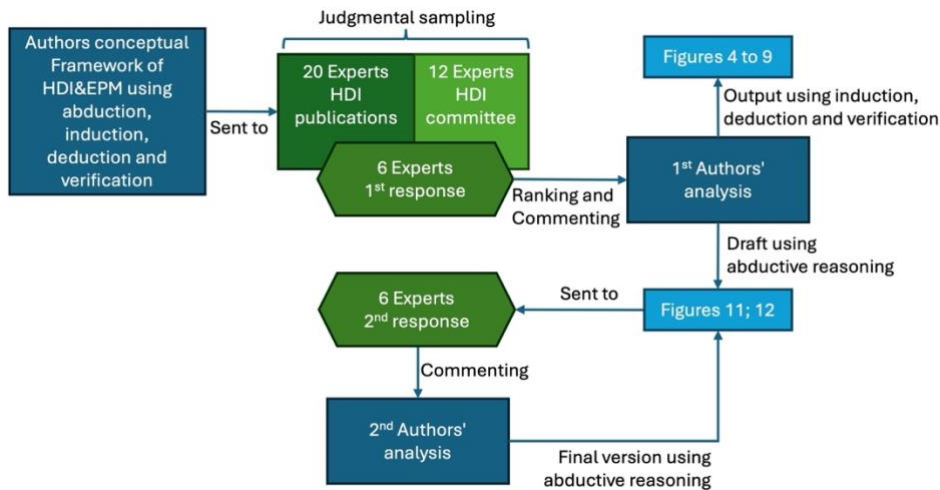 Judgmental sampling
Authors conceptual
Framework of
HDI&EPM using
abduction,
induction,
deduction and
verification
Sent to
20 Experts
HDI
publications
12 Experts
HDI
committee
6 Experts
1st response
Ranking and
Commenting
Figures 4 to 9
Output using induction,
deduction and verification
1st Authors'
analysis
Draft using
abductive reasoning
Figures 11; 12
Sent to
6 Experts
2nd response
Commenting
2nd Authors'
analysis
Final version using
abductive reasoning